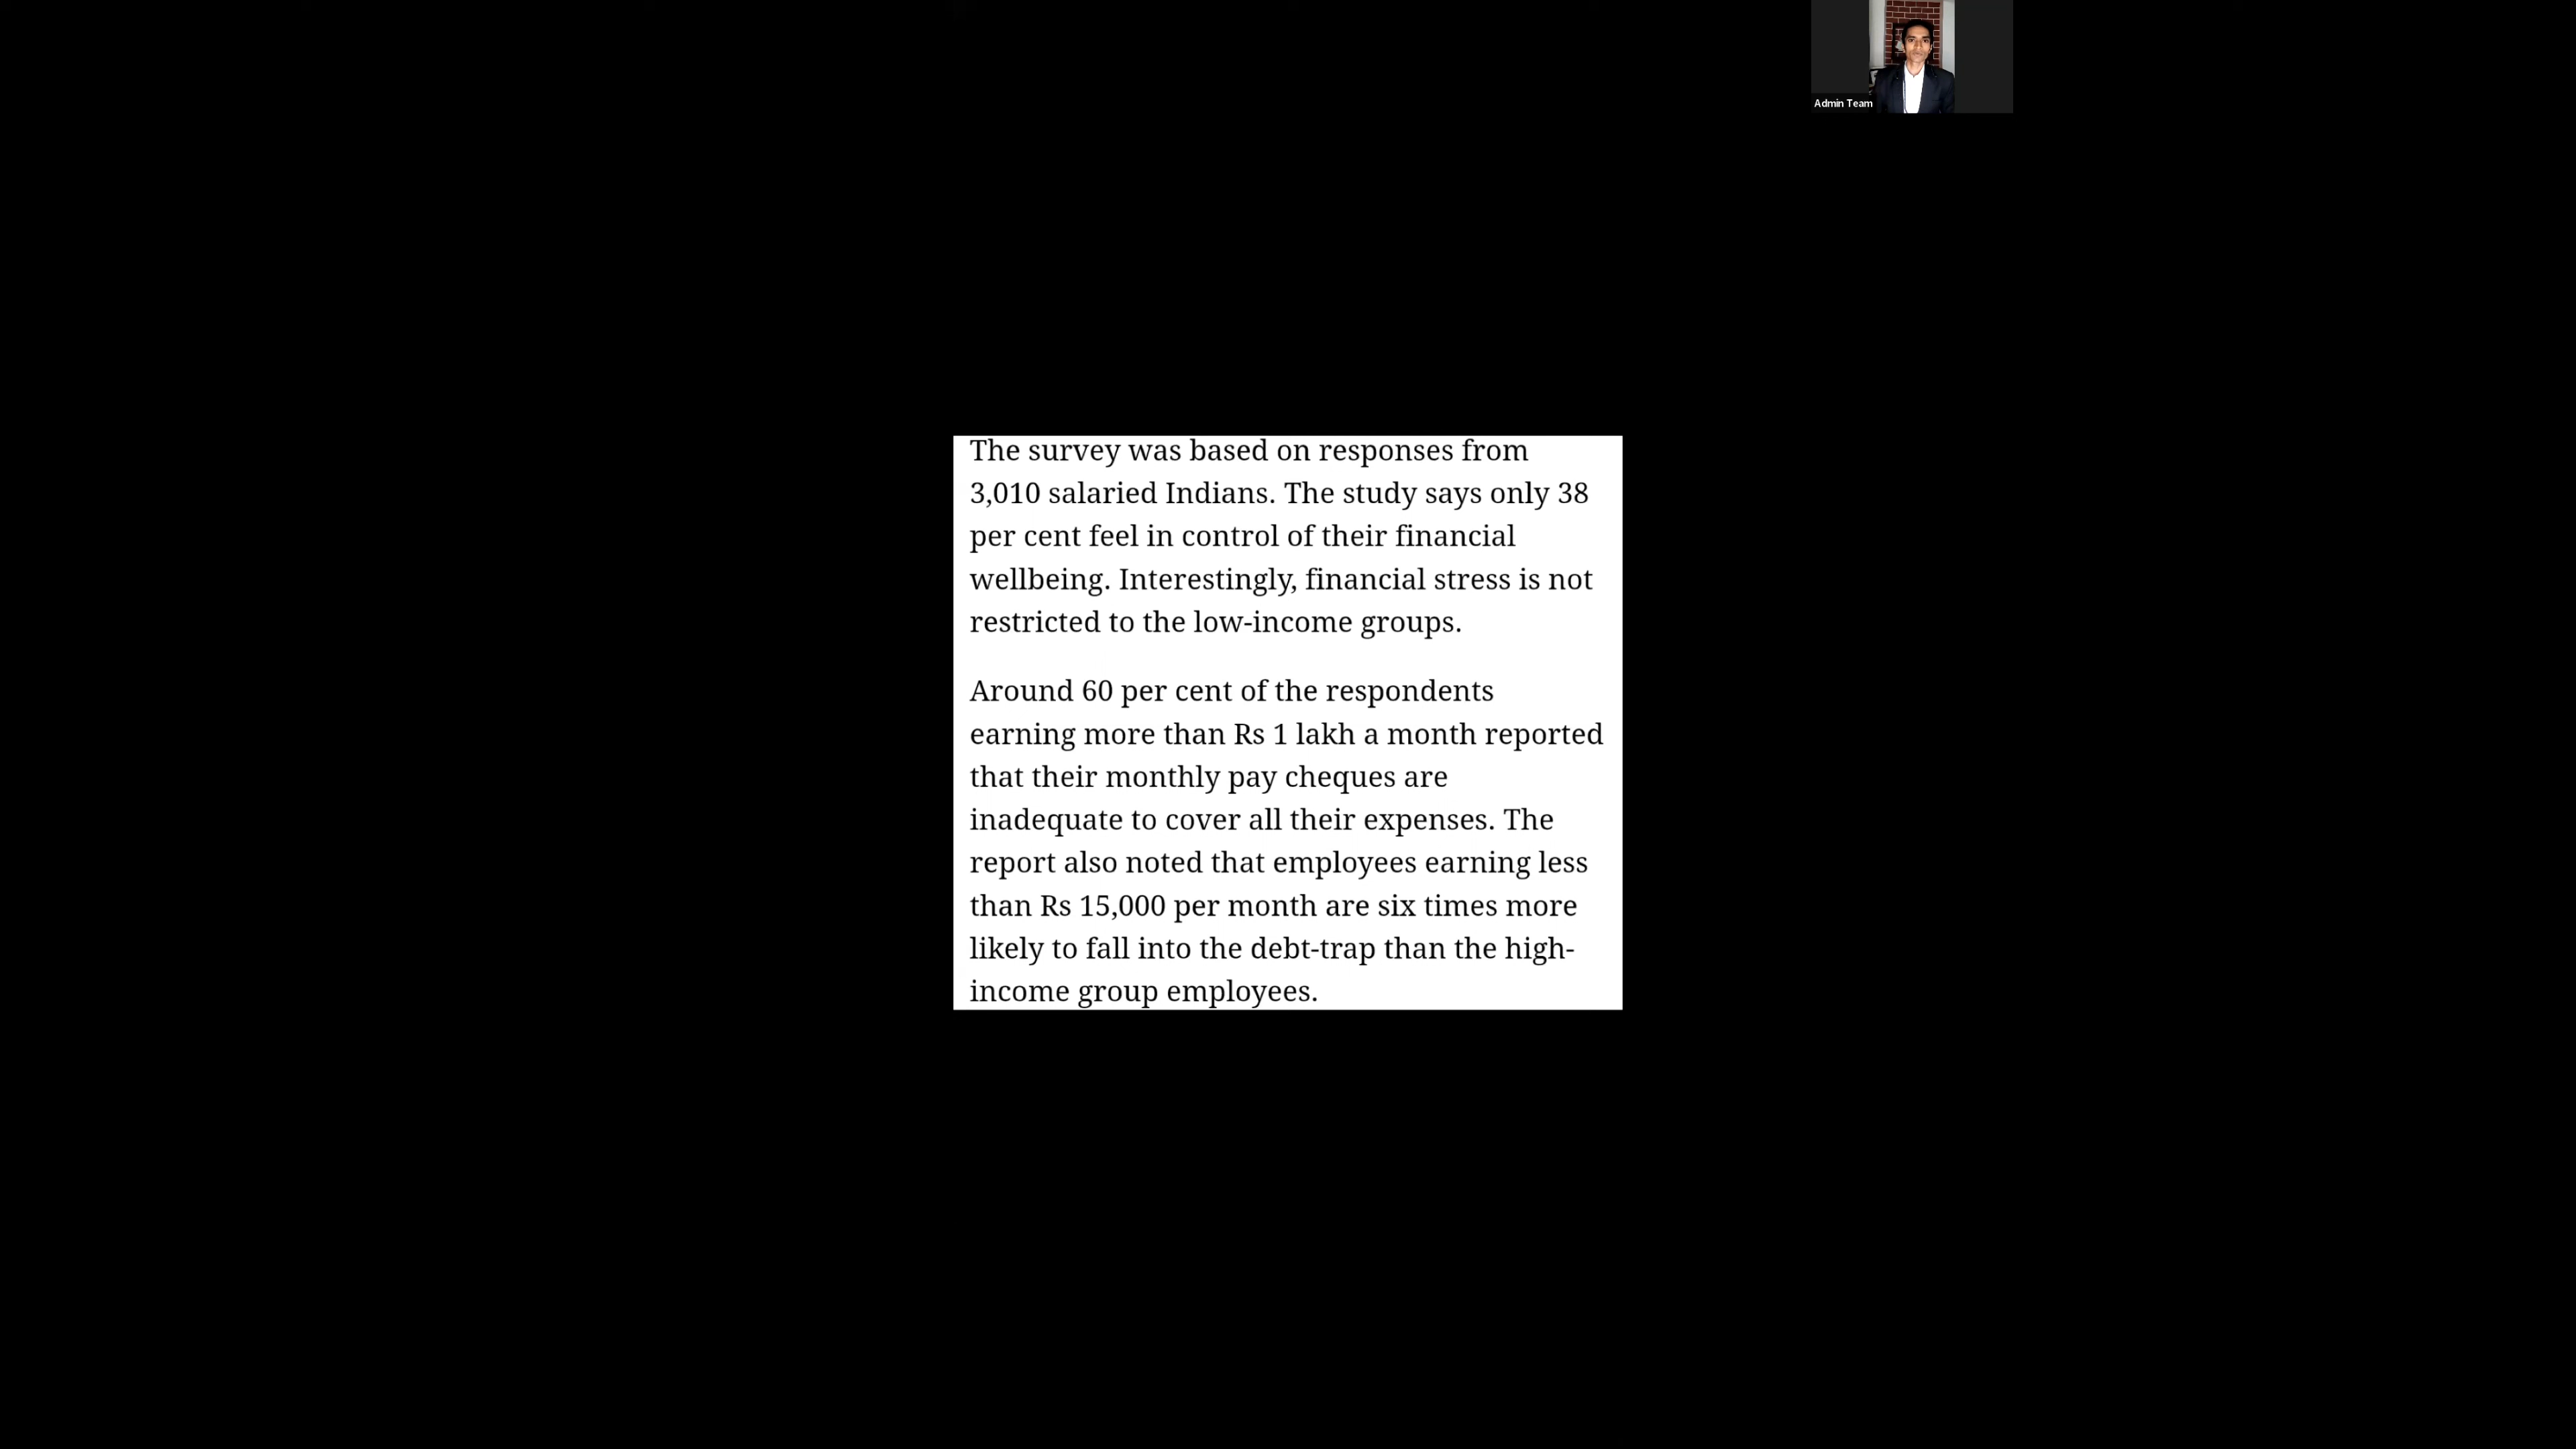 Admin Team
The survey was based on responses from
3,010 salaried Indians. The study says only 38
per cent feel in control of their financial
wellbeing. Interestingly, financial stress is not
restricted to the low-income groups.
Around 60 per cent of the respondents
earning more than Rs 1 lakh a month reported
that their monthly pay cheques are
inadequate to cover all their expenses. The
report also noted that employees earning less
than Rs 15,000 per month are six times more
likely to fall into the debt-trap than the high-
income group employees.